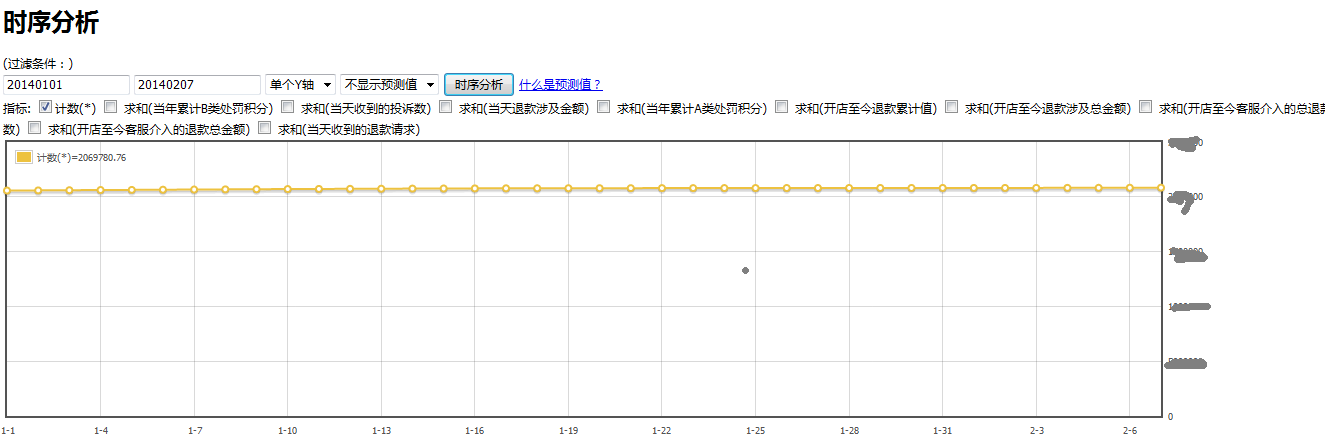 时序分析
(过滤条件：)
20140101 20140207 单个Y轴 不显示预测值 时序分析 什么是预测值？
指标: 计数(*) 求和(当年累计B类处罚积分) 求和(当天收到的投诉数) 求和(当天退款涉及金额) 求和(当年累计A类处罚积分) 求和(开店至今退款累计值) 求和(开店至今退款涉及总金额) 求和(开店至今客服介入的总退款
数) 求和(开店至今客服介入的退款总金额) 求和(当天收到的退款请求)
计数(*)=2069780.76
0
1-1 1-4 1-7 1-10 1-13 1-16 1-19 1-22 1-25 1-28 1-31 2-3 2-6